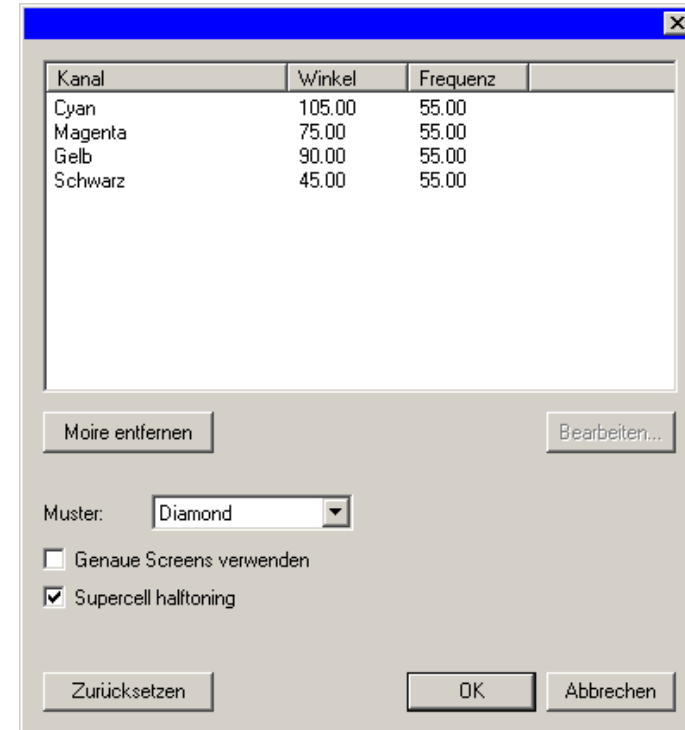 Kanal Winkel Frequenz
Cyan 105.00 55.00
Magenta 75.00 55.00
Gelb 90.00 55.00
Schwarz 45.00 55.00
Moire entfernen Bearbeiten...
Muster: Diamond
Genaue Screens verwenden
Supercell halftoning
Zurücksetzen OK Abbrechen